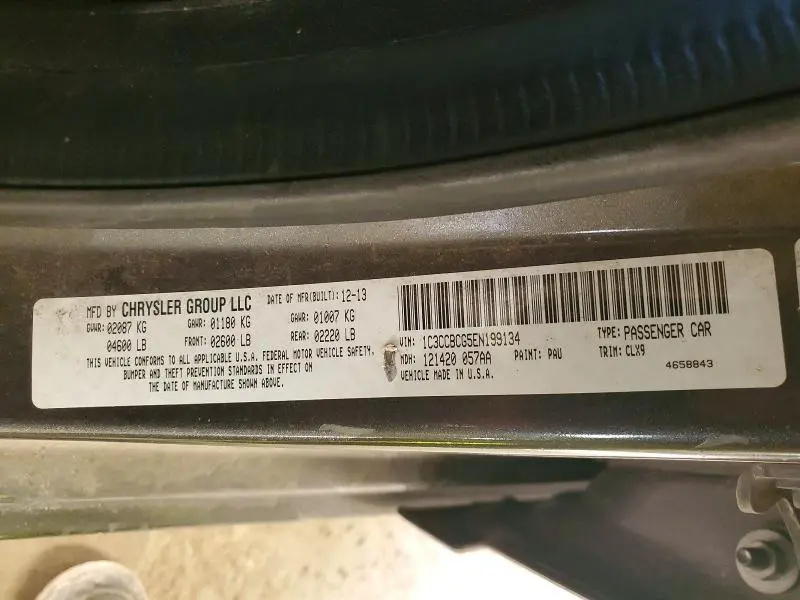 MFD BY CHRYSLER GROUP LLC DATE OF MFR(BUILT): 12-13
GVWR: 02087 KG GAWR: 01180 KG GAWR: 01007 KG
04600 LB FRONT: 02600 LB REAR: 02220 LB
THIS VEHICLE CONFORMS TO ALL APPLICABLE U.S.A. FEDERAL MOTOR VEHICLE SAFETY,
BUMPER AND THEFT PREVENTION STANDARDS IN EFFECT ON
THE DATE OF MANUFACTURE SHOWN ABOVE.
VIN: 1C3CCBCG5EN199134 TYPE: PASSENGER CAR
MDH: 121420 057AA PAINT: PAU TRIM: CLX9
VEHICLE MADE IN U.S.A. 4658843